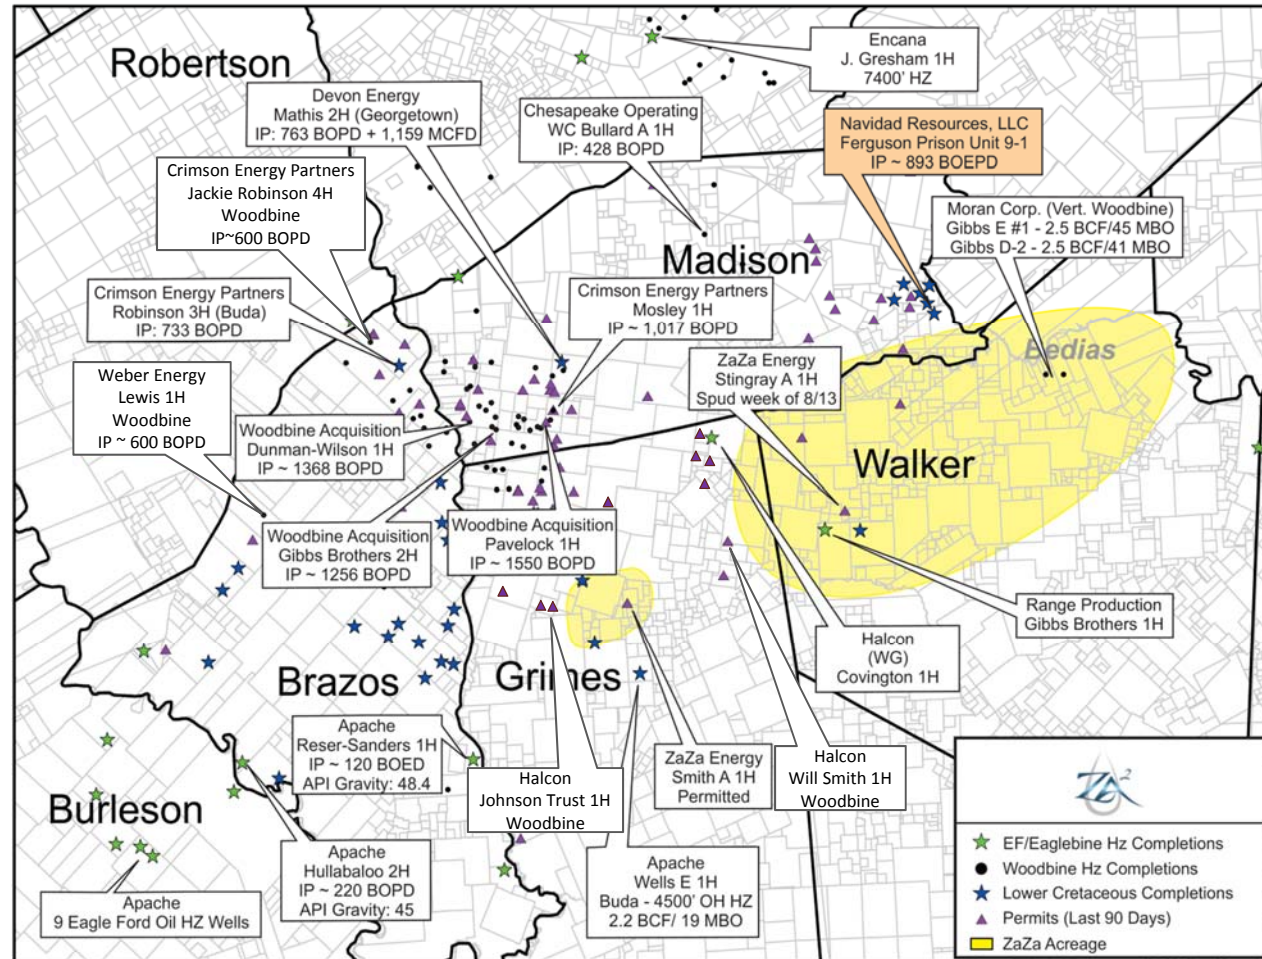 Robertson
Encana
J. Gresham 1H
7400' HZ
Devon Energy
Mathis 2H (Georgetown)
IP: 763 BOPD + 1,159 MCFD
Chesapeake Operating
WC Bullard A 1H
IP: 428 BOPD
Navidad Resources, LLC
Ferguson Prison Unit 9-1
IP ~ 893 BOEPD
Crimson Energy Partners
Jackie Robinson 4H
Woodbine
IP~600 BOPD
Moran Corp. (Vert. Woodbine)
Gibbs E #1 - 2.5 BCF/45 MBO
Gibbs D-2 - 2.5 BCF/41 MBO
Madison
Crimson Energy Partners
Robinson 3H (Buda)
IP: 733 BOPD
Crimson Energy Partners
Mosley 1H
IP ~ 1,017 BOPD
Bedias
ZaZa Energy
Stingray A 1H
Spud week of 8/13
Weber Energy
Lewis 1H
Woodbine
IP ~ 600 BOPD
Woodbine Acquisition
Dunman-Wilson 1H
IP ~ 1368 BOPD
Walker
Woodbine Acquisition
Gibbs Brothers 2H
IP ~ 1256 BOPD
Woodbine Acquisition
Pavelock 1H
IP ~ 1550 BOPD
Range Production
Gibbs Brothers 1H
Halcon
(WG)
Covington 1H
Brazos
Grimes
Apache
Reser-Sanders 1H
IP ~ 120 BOED
API Gravity: 48.4
Halcon
Johnson Trust 1H
Woodbine
ZaZa Energy
Smith A 1H
Permitted
Halcon
Will Smith 1H
Woodbine
Burleson
Apache
9 Eagle Ford Oil HZ Wells
Apache
Hullabaloo 2H
IP ~ 220 BOPD
API Gravity: 45
Apache
Wells E 1H
Buda - 4500' OH HZ
2.2 BCF/ 19 MBO
ZA2
EF/Eaglebine Hz Completions
Woodbine Hz Completions
Lower Cretaceous Completions
Permits (Last 90 Days)
ZaZa Acreage